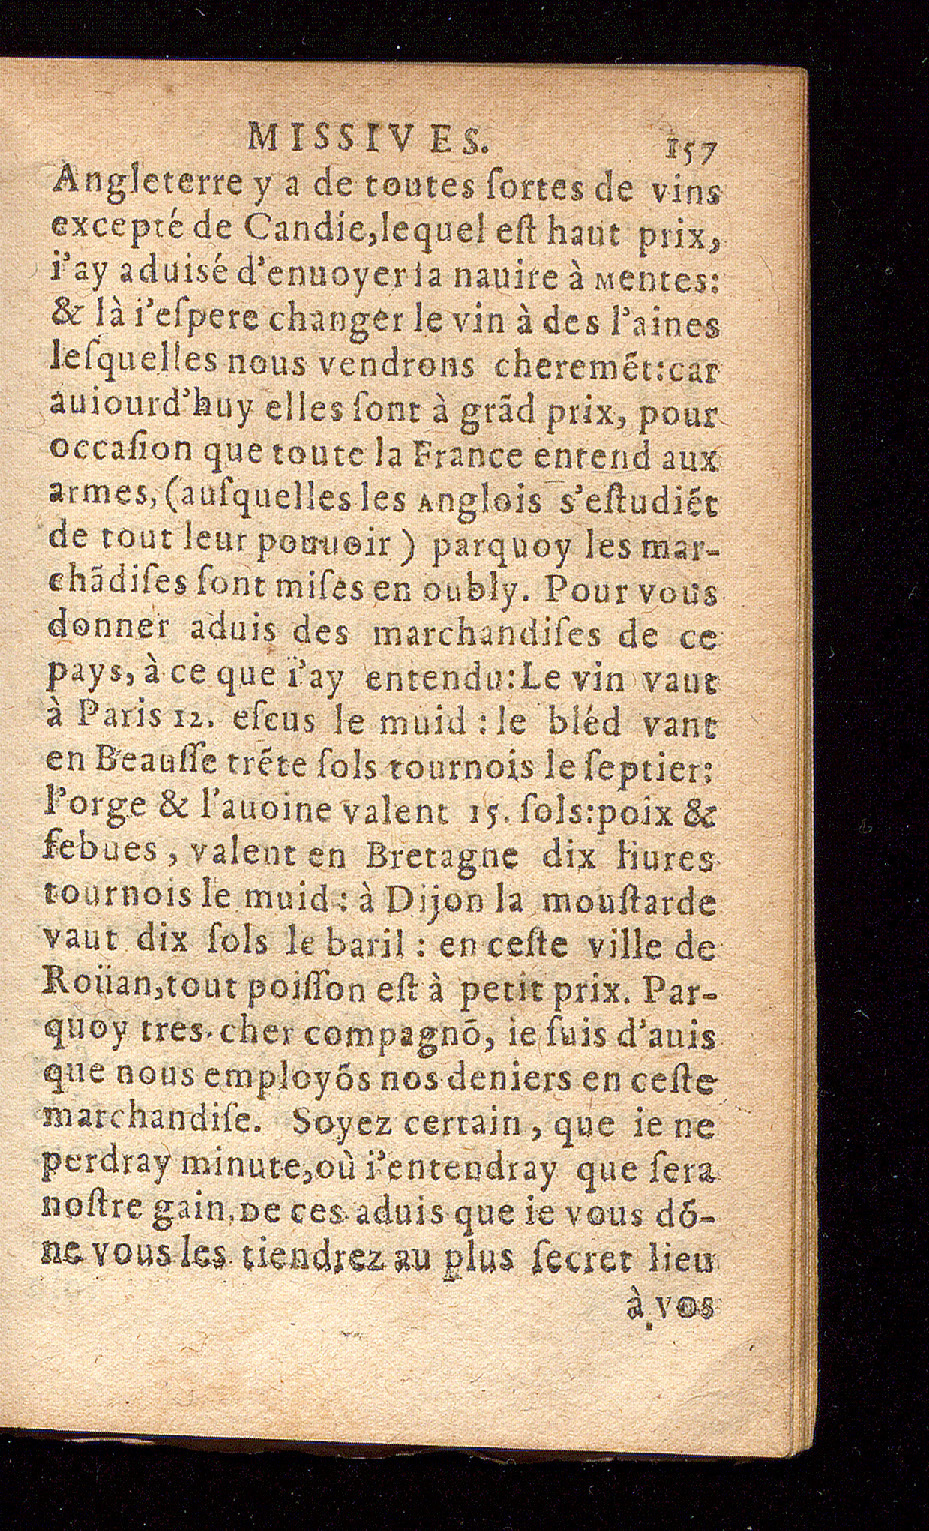 MISSIVES. 157
Angleterre y a de toutes ſortes de vins
excepté de Candie,lequel eſt haut prix,
i'ay aduisé d'enuoyer la nauire à Mentes:
& là i'eſpere changer le vin à des l'aines
leſquelles nous vendrons cheremēt:car
auiourd'huy elles ſont à grãd prix, pour
occaſion que toute la France entend aux
armes, (auſquelles les Anglois s'eſtudiēt
de tout leur pouuoir) parquoy les mar-
chãdiſes ſont miſes en oubly. Pour vous
donner aduis des marchandiſes de ce
pays, à ce que i'ay entendu:Le vin vaut
à Paris 12. eſcus le muid : le bléd vant
en Beauſſe trēte ſols tournois le ſeptier:
l'orge & l'auoine valent 15. ſols:poix &
febues, valent en Bretagne dix liures
tournois le muid : à Dijon la mouſtarde
vaut dix ſols le baril : en ceſte ville de
Roüan,tout poiſſon eſt à petit prix. Par-
quoy tres-cher compagnõ, ie ſuis d'auis
que nous employõs nos deniers en ceſte
marchandiſe. Soyez certain, que ie ne
perdray minute,où i'entendray que ſera
noſtre gain, De ces aduis que ie vous dõ-
ne vous les tiendrez au plus ſecret lieu
à vos